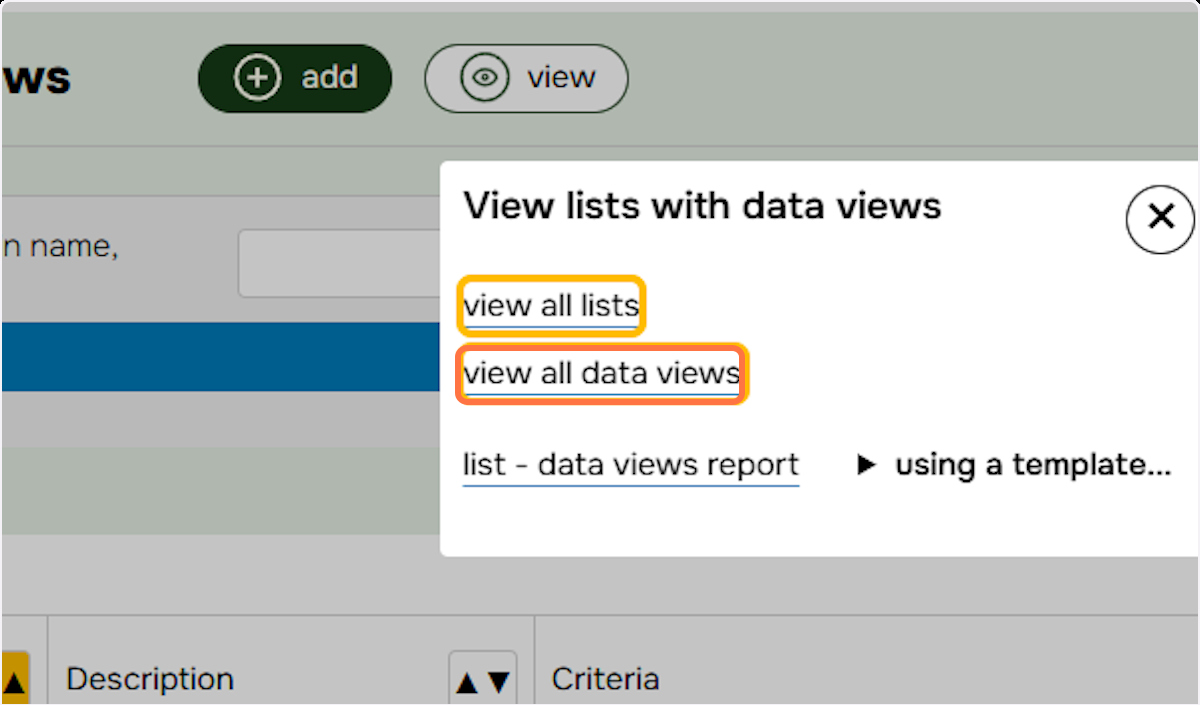 ws
add
view
View lists with data views
n name,
view all lists
view all data views
list - data views report
using a template...
Description
Criteria